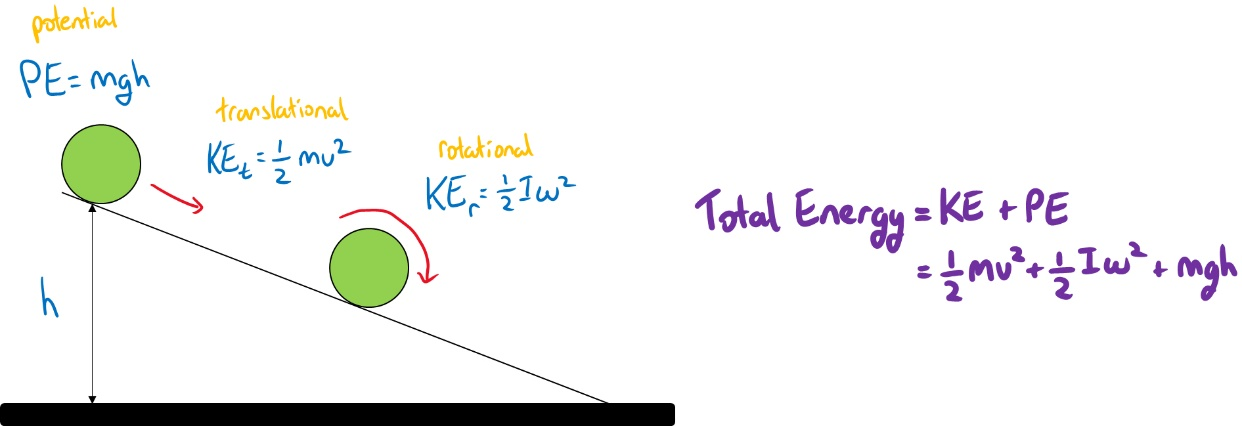 potential
PE = mgh
translational
KEₜ = ½ mv²
rotational
KEᵣ = ½ Iω²
h
Total Energy = KE + PE
= ½ mv² + ½ Iω² + mgh